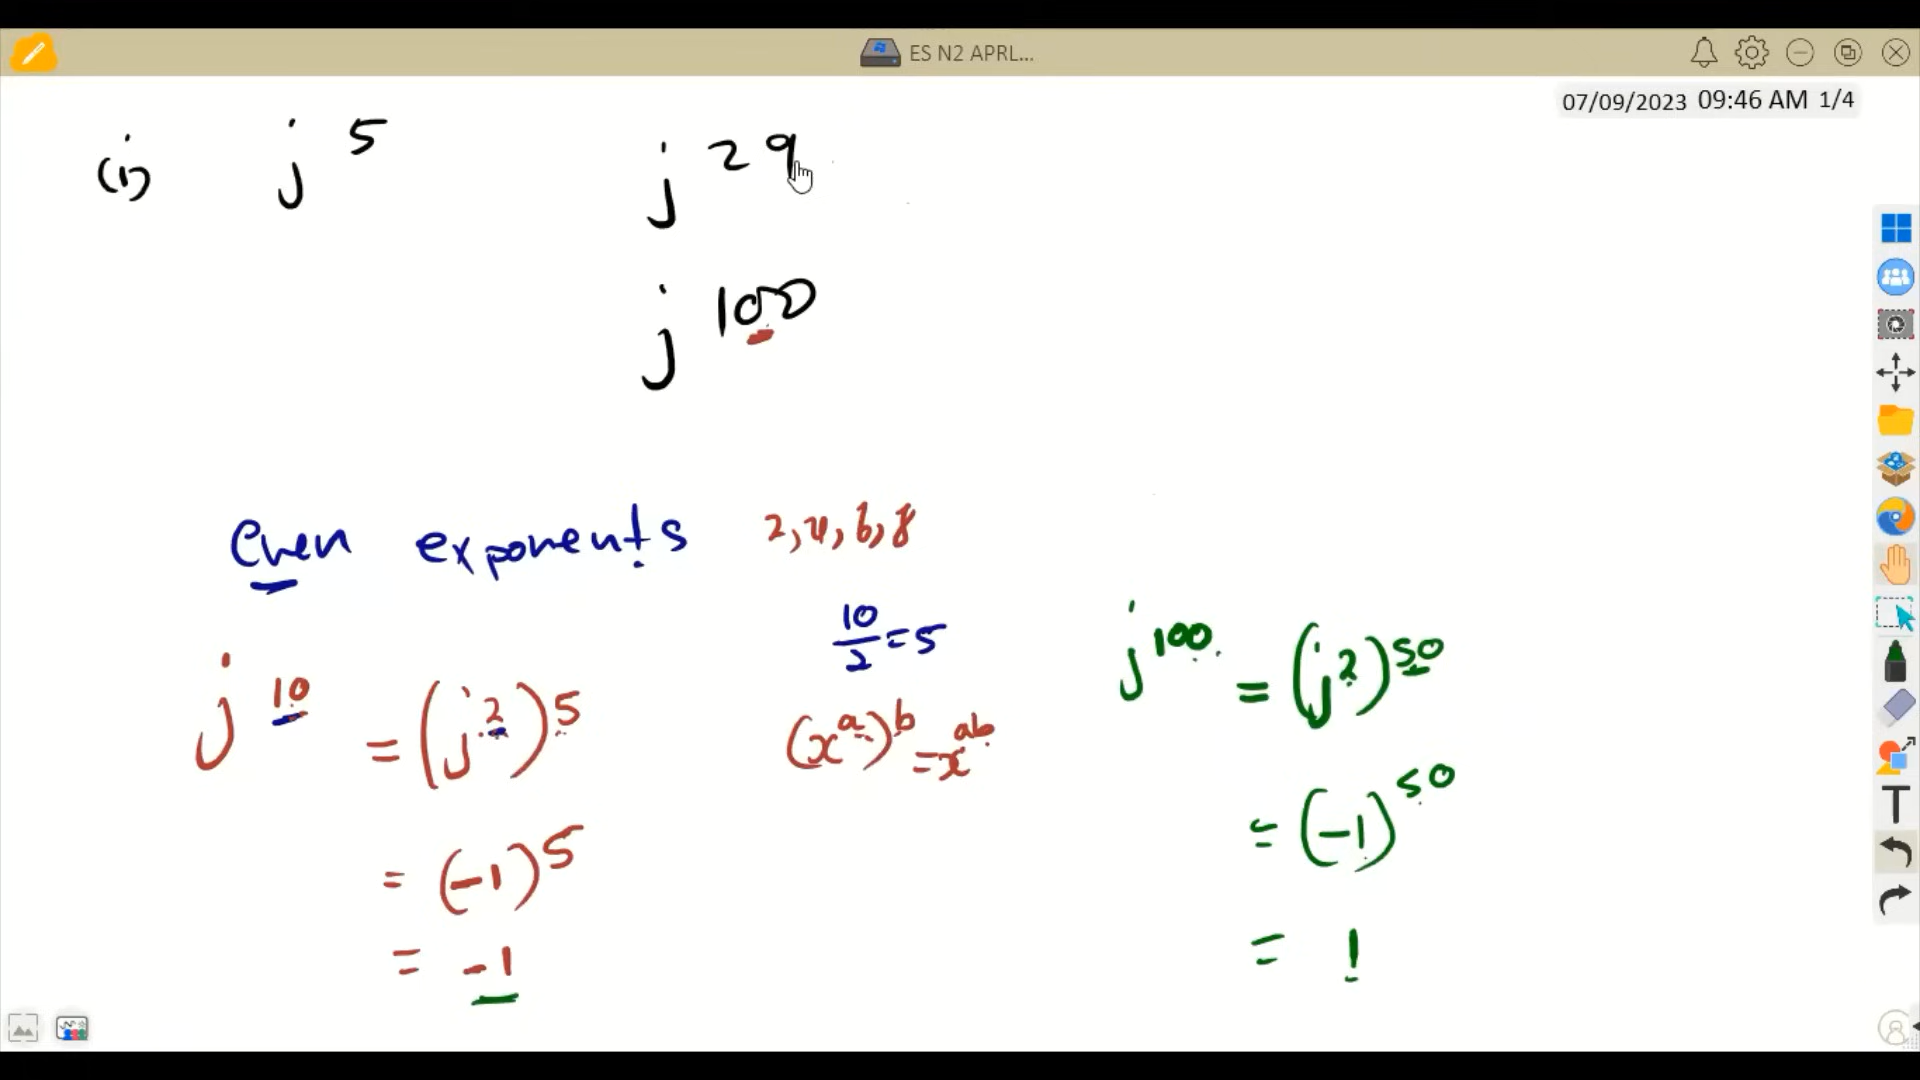 ES N2 APRL...
07/09/2023 09:46 AM 1/4
(i) j^5 j^29
j^100
Even exponents 2, 4, 6, 8
10/2 = 5
j^10 = (j^2)^5
(x^a)^b = x^ab
= (-1)^5
= -1
j^100 = (j^2)^50
= (-1)^50
= 1
T